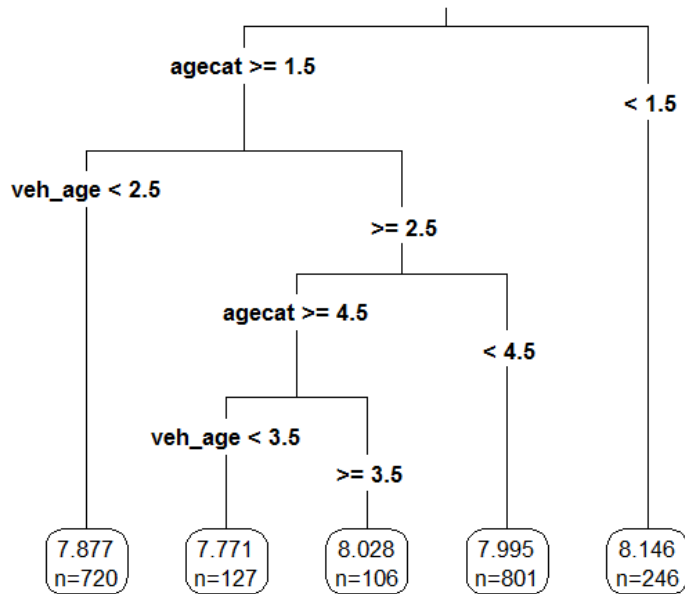 agecat >= 1.5
< 1.5
veh_age < 2.5
>= 2.5
agecat >= 4.5
< 4.5
veh_age < 3.5
>= 3.5
7.877
n=720
7.771
n=127
8.028
n=106
7.995
n=801
8.146
n=246